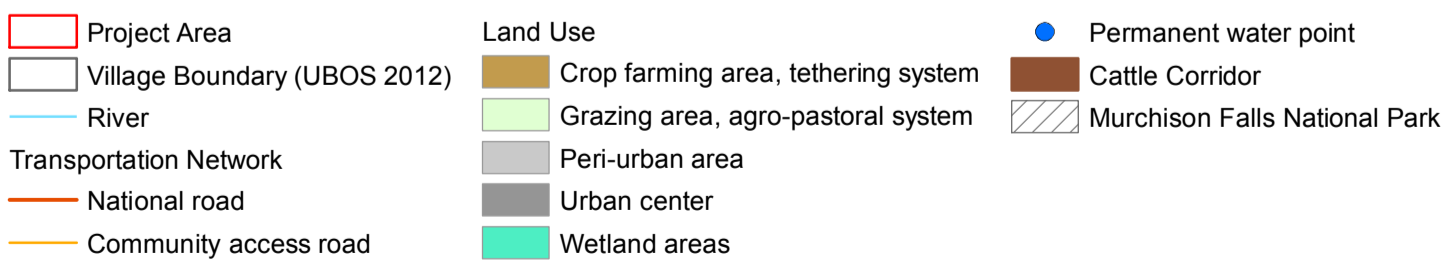 Project Area
Village Boundary (UBOS 2012)
River
Transportation Network
National road
Community access road
Land Use
Crop farming area, tethering system
Grazing area, agro-pastoral system
Peri-urban area
Urban center
Wetland areas
Permanent water point
Cattle Corridor
Murchison Falls National Park